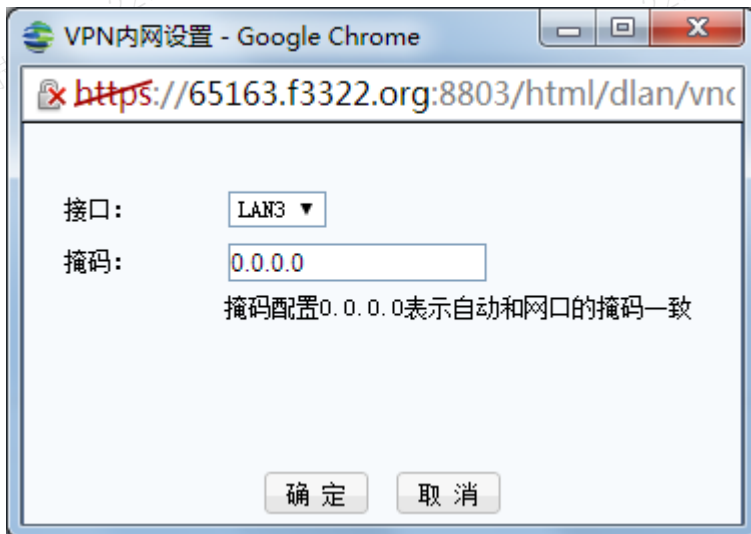 VPN内网设置 - Google Chrome
https://65163.f3322.org:8803/html/dlan/vnc
接口： LAN3
掩码： 0.0.0.0
掩码配置0.0.0.0表示自动和网口的掩码一致
确 定 取 消